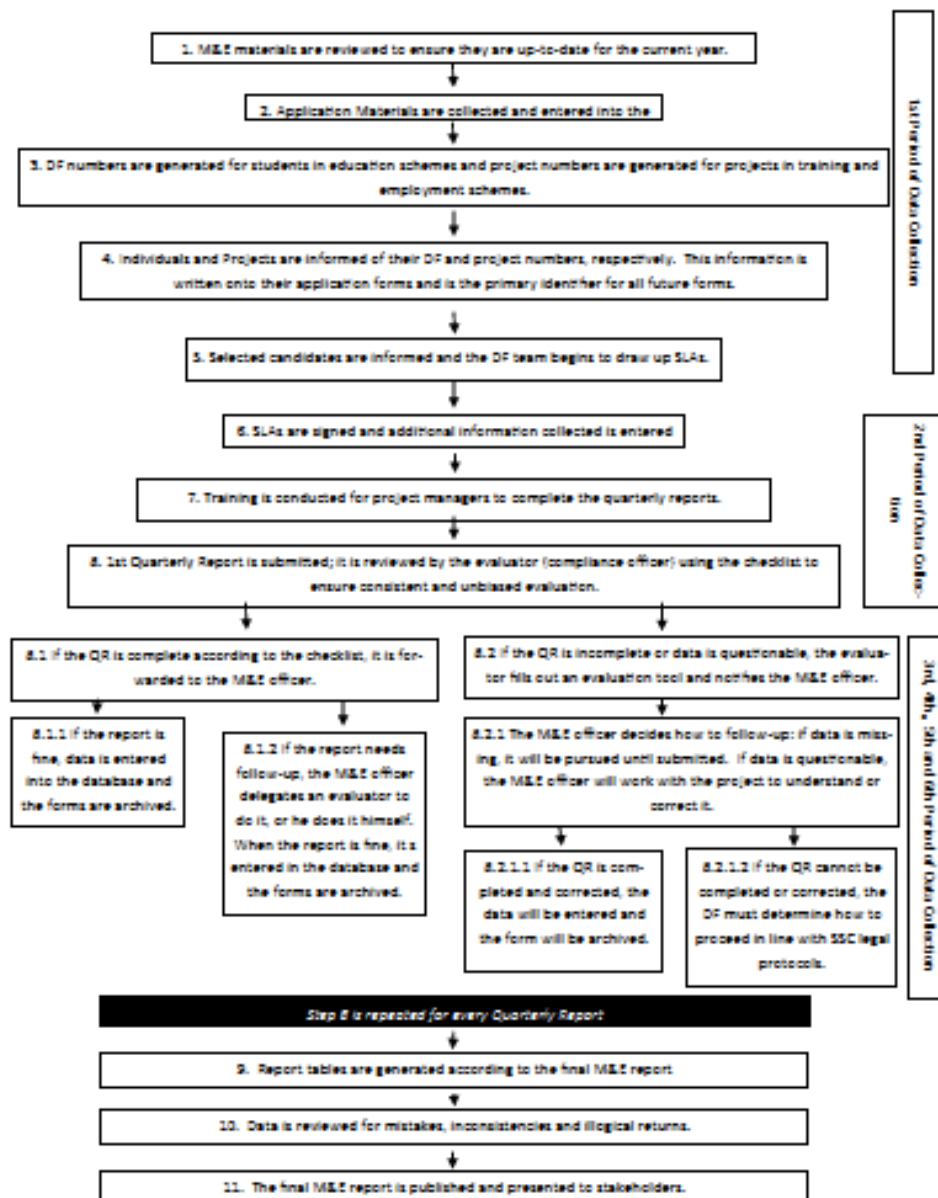 1. M&E materials are reviewed to ensure they are up-to-date for the current year.
2. Application Materials are collected and entered into the
3. DF numbers are generated for students in education schemes and project numbers are generated for projects in training and
employment schemes.
4. Individuals and Projects are informed of their DF and project numbers, respectively. This information is
written onto their application forms and is the primary identifier for all future forms.
5. Selected candidates are informed and the DF team begins to draw up SLAs.
1st Period of Data Collection
6. SLAs are signed and additional information collected is entered
7. Training is conducted for project managers to complete the quarterly reports.
8. 1st Quarterly Report is submitted; it is reviewed by the evaluator (compliance officer) using the checklist to
ensure consistent and unbiased evaluation.
2nd Period of Data Collec-
tion
8.1 If the QR is complete according to the checklist, it is for-
warded to the M&E officer.
8.2 If the QR is incomplete or data is questionable, the evalua-
tor fills out an evaluation tool and notifies the M&E officer.
8.1.1 If the report is
fine, data is entered
into the database and
the forms are archived.
8.1.2 If the report needs
follow-up, the M&E officer
delegates an evaluator to
do it, or he does it himself.
When the report is fine, it,s
entered in the database and
the forms are archived.
8.2.1 The M&E officer decides how to follow-up: if data is miss-
ing, it will be pursued until submitted. If data is questionable,
the M&E officer will work with the project to understand or
correct it.
8.2.1.1 If the QR is com-
pleted and corrected, the
data will be entered and
the form will be archived.
8.2.1.2 If the QR cannot be
completed or corrected, the
DF must determine how to
proceed in line with SSC legal
protocols.
3rd, 4th, 5th and 6th Period of Data Collection
Step 8 is repeated for every Quarterly Report
9. Report tables are generated according to the final M&E report
10. Data is reviewed for mistakes, inconsistencies and illogical returns.
11. The final M&E report is published and presented to stakeholders.